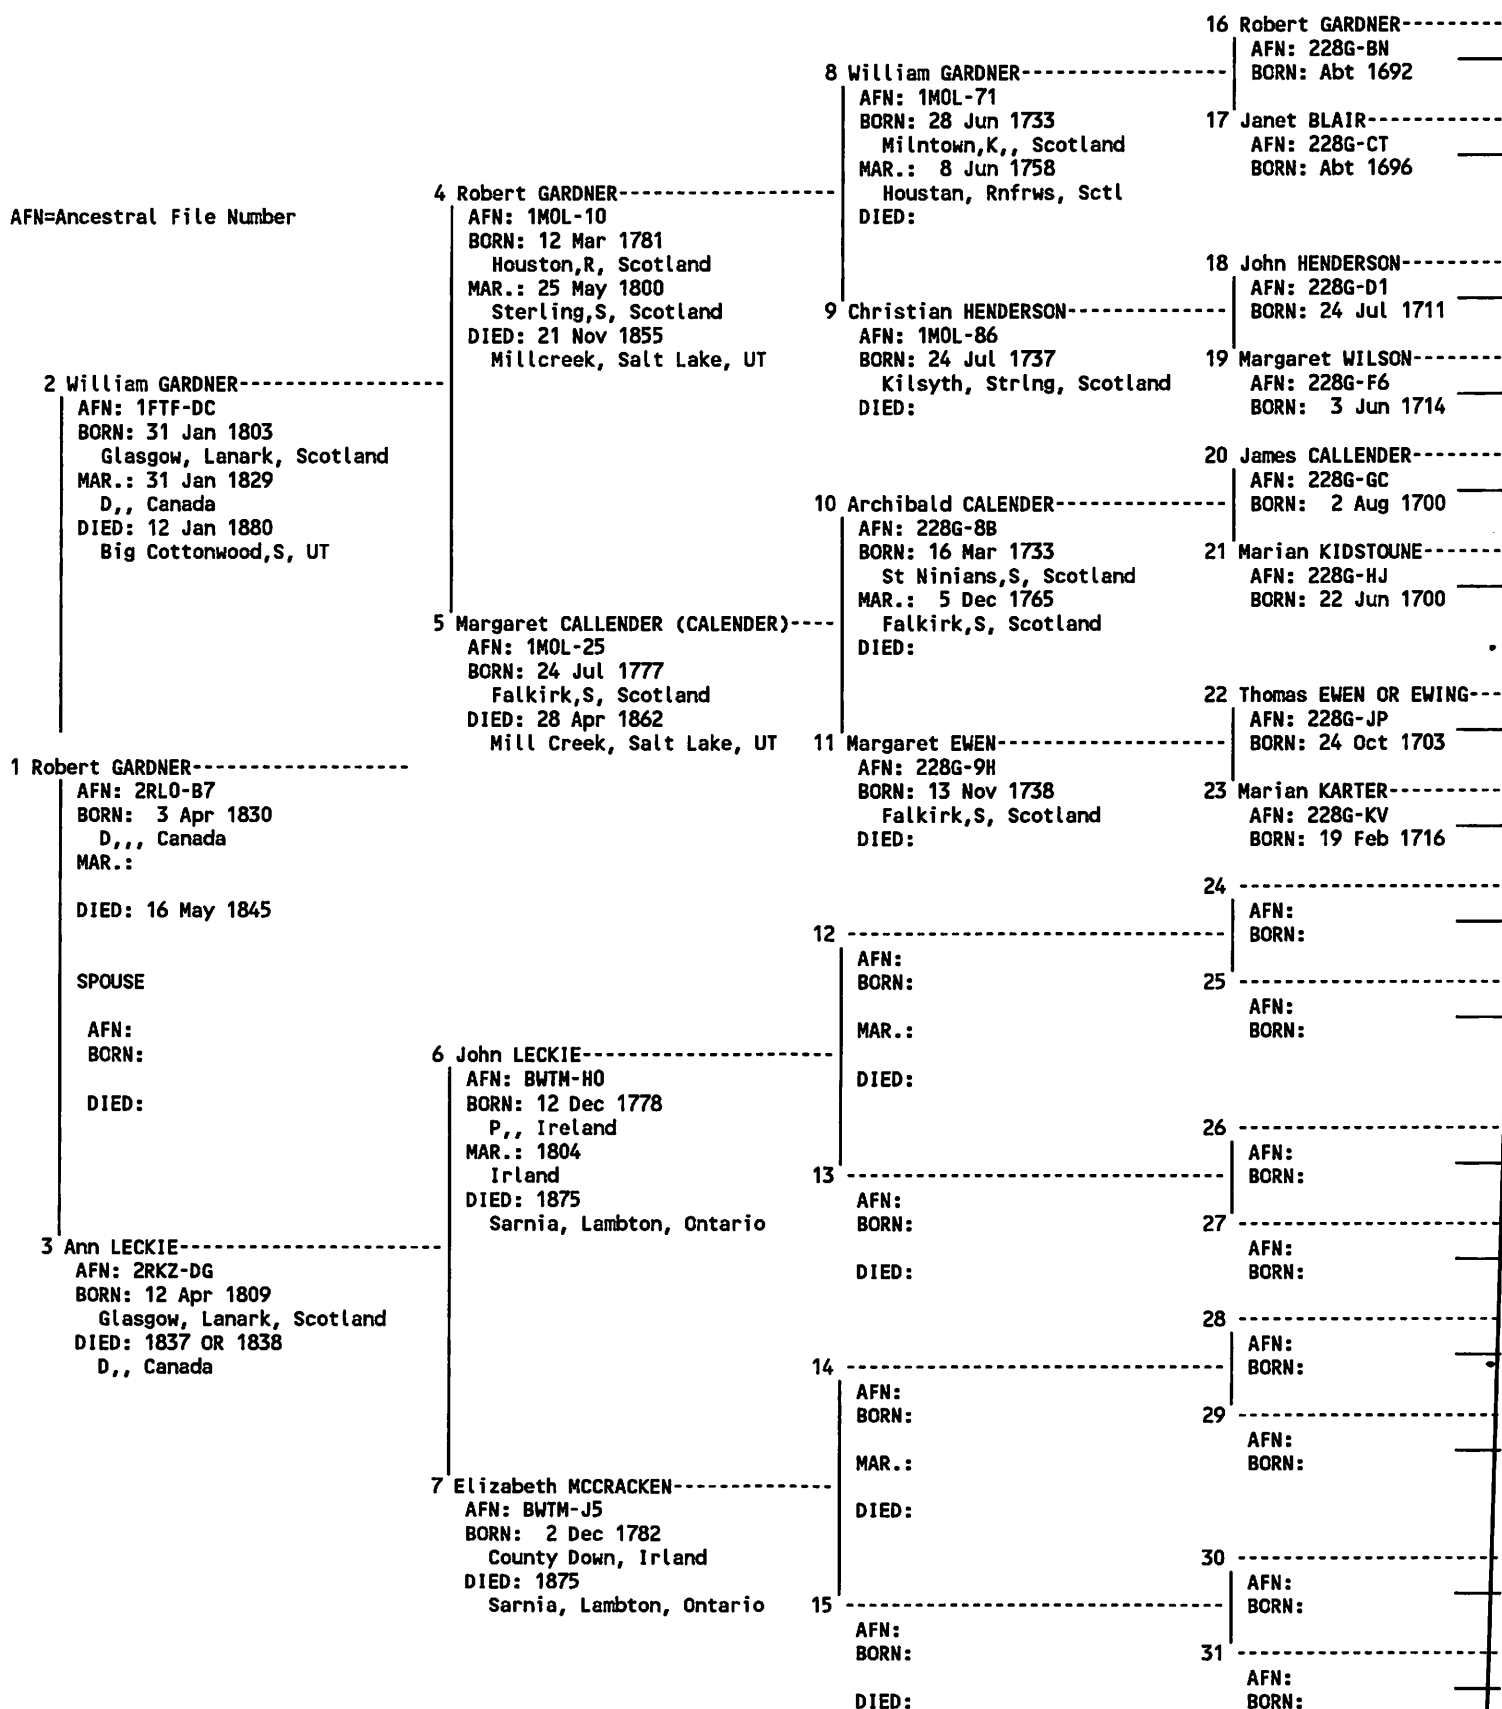 AFN=Ancestral File Number
1 Robert GARDNER
AFN: 2RLO-B7
BORN: 3 Apr 1830
D,,, Canada
MAR.:
DIED: 16 May 1845
SPOUSE
AFN:
BORN:
DIED:
2 William GARDNER
AFN: 1FTF-DC
BORN: 31 Jan 1803
Glasgow, Lanark, Scotland
MAR.: 31 Jan 1829
D,, Canada
DIED: 12 Jan 1880
Big Cottonwood,S, UT
3 Ann LECKIE
AFN: 2RKZ-DG
BORN: 12 Apr 1809
Glasgow, Lanark, Scotland
DIED: 1837 OR 1838
D,, Canada
4 Robert GARDNER
AFN: 1MOL-10
BORN: 12 Mar 1781
Houston,R, Scotland
MAR.: 25 May 1800
Sterling,S, Scotland
DIED: 21 Nov 1855
Millcreek, Salt Lake, UT
5 Margaret CALLENDER (CALENDER)
AFN: 1MOL-25
BORN: 24 Jul 1777
Falkirk,S, Scotland
DIED: 28 Apr 1862
Mill Creek, Salt Lake, UT
6 John LECKIE
AFN: BWTM-H0
BORN: 12 Dec 1778
P,, Ireland
MAR.: 1804
Irland
DIED: 1875
Sarnia, Lambton, Ontario
7 Elizabeth MCCRACKEN
AFN: BWTM-J5
BORN: 2 Dec 1782
County Down, Irland
DIED: 1875
Sarnia, Lambton, Ontario
8 William GARDNER
AFN: 1MOL-71
BORN: 28 Jun 1733
Milntown,K,, Scotland
MAR.: 8 Jun 1758
Houstan, Rnfrws, Sctl
DIED:
9 Christian HENDERSON
AFN: 1MOL-86
BORN: 24 Jul 1737
Kilsyth, Strlng, Scotland
DIED:
10 Archibald CALENDER
AFN: 228G-8B
BORN: 16 Mar 1733
St Ninians,S, Scotland
MAR.: 5 Dec 1765
Falkirk,S, Scotland
DIED:
11 Margaret EWEN
AFN: 228G-9H
BORN: 13 Nov 1738
Falkirk,S, Scotland
DIED:
12
AFN:
BORN:
MAR.:
DIED:
13
AFN:
BORN:
DIED:
14
AFN:
BORN:
MAR.:
DIED:
15
AFN:
BORN:
DIED:
16 Robert GARDNER
AFN: 228G-BN
BORN: Abt 1692
17 Janet BLAIR
AFN: 228G-CT
BORN: Abt 1696
18 John HENDERSON
AFN: 228G-D1
BORN: 24 Jul 1711
19 Margaret WILSON
AFN: 228G-F6
BORN: 3 Jun 1714
20 James CALLENDER
AFN: 228G-GC
BORN: 2 Aug 1700
21 Marian KIDSTOUNE
AFN: 228G-HJ
BORN: 22 Jun 1700
22 Thomas EWEN OR EWING
AFN: 228G-JP
BORN: 24 Oct 1703
23 Marian KARTER
AFN: 228G-KV
BORN: 19 Feb 1716
24
AFN:
BORN:
25
AFN:
BORN:
26
AFN:
BORN:
27
AFN:
BORN:
28
AFN:
BORN:
29
AFN:
BORN:
30
AFN:
BORN:
31
AFN:
BORN: